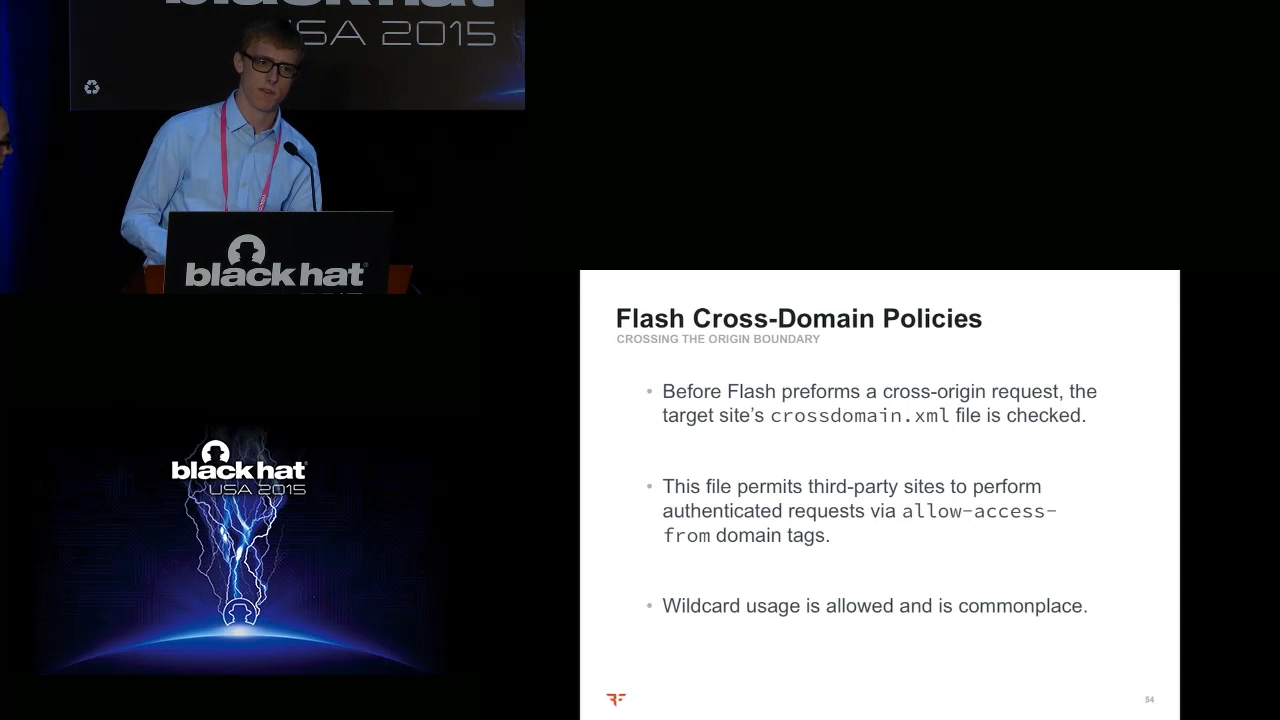 black hat
USA 2015
black hat
Flash Cross-Domain Policies
CROSSING THE ORIGIN BOUNDARY
• Before Flash preforms a cross-origin request, the
target site's crossdomain.xml file is checked.
• This file permits third-party sites to perform
authenticated requests via allow-access-
from domain tags.
• Wildcard usage is allowed and is commonplace.
54
black hat
USA 2015